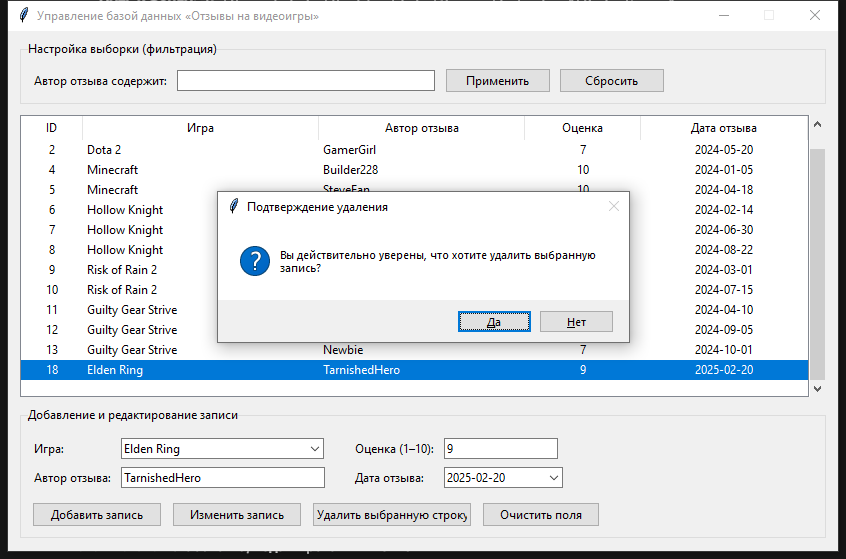 Управление базой данных «Отзывы на видеоигры»
Настройка выборки (фильтрация)
Автор отзыва содержит: Применить Сбросить
ID Игра Автор отзыва Оценка Дата отзыва
2 Dota 2 GamerGirl 7 2024-05-20
4 Minecraft Builder228 10 2024-01-05
5 Minecraft SteveFan 10 2024-04-18
6 Hollow Knight 2024-02-14
7 Hollow Knight 2024-06-30
8 Hollow Knight 2024-08-22
9 Risk of Rain 2 2024-03-01
10 Risk of Rain 2 2024-07-15
11 Guilty Gear Strive 2024-04-10
12 Guilty Gear Strive 2024-09-05
13 Guilty Gear Strive Newbie 7 2024-10-01
18 Elden Ring TarnishedHero 9 2025-02-20
Подтверждение удаления
Вы действительно уверены, что хотите удалить выбранную
запись?
Да Нет
Добавление и редактирование записи
Игра: Elden Ring Оценка (1–10): 9
Автор отзыва: TarnishedHero Дата отзыва: 2025-02-20
Добавить запись Изменить запись Удалить выбранную строку Очистить поля